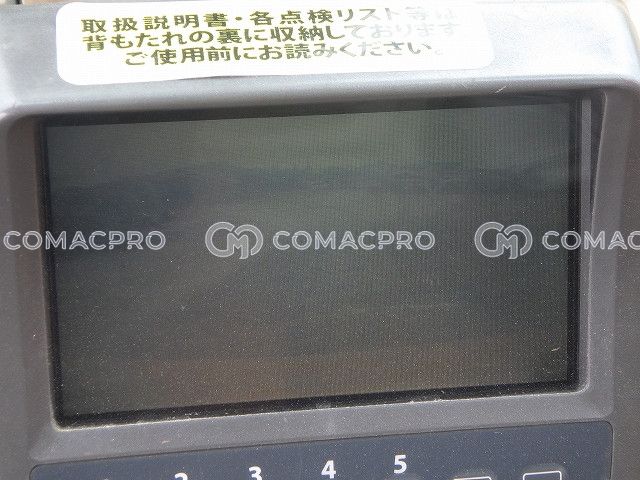 取扱説明書・各点検リスト等は
背もたれの裏に収納しております
ご使用前にお読みください。
COMACPRO COMACPRO COMACPRO
2 3 4 5